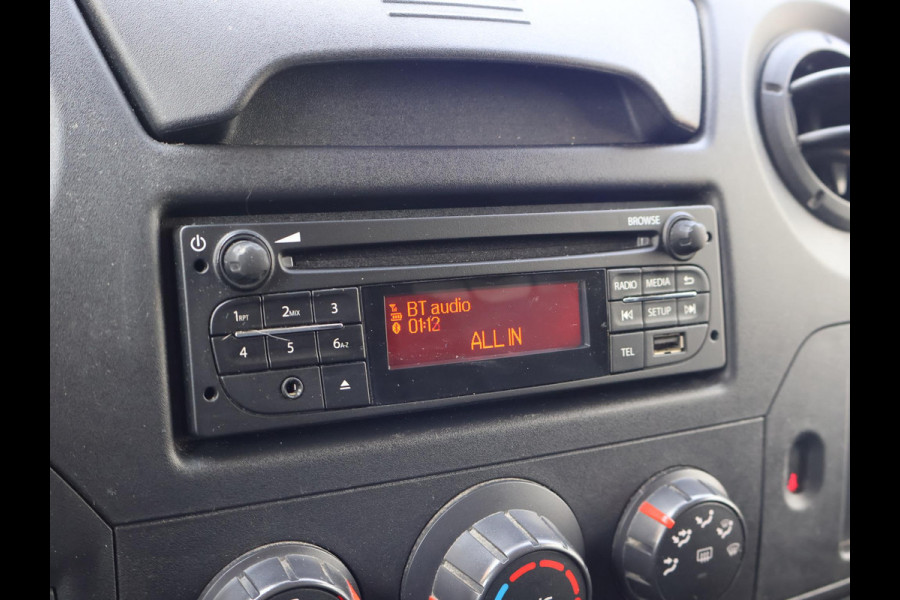 BROWSE
1RPT 2MIX 3
4 5 6A-Z
BT audio
01:12
ALL IN
RADIO MEDIA
SETUP
TEL